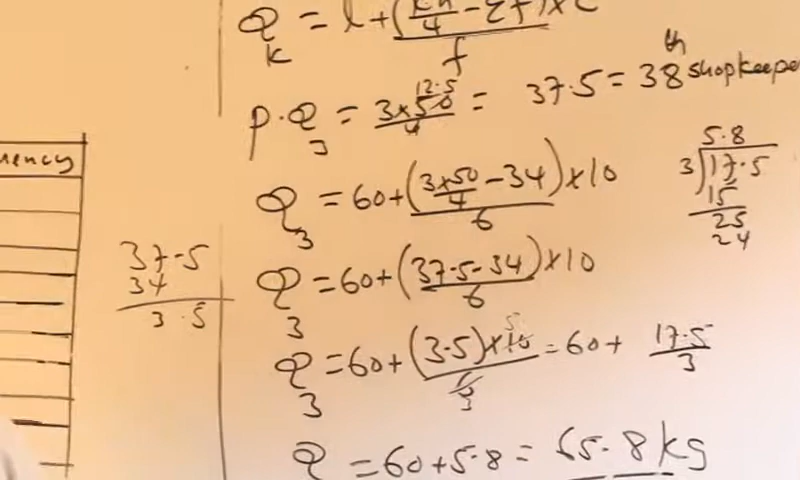 Q_k = l + (kn/4 - Σf) × c / f
P.Q_3 = 3×50/4 = 37.5 = 38th shopkeeper
12.5
Q_3 = 60 + (3×50/4 - 34) × 10 / 6
Q_3 = 60 + (37.5 - 34) × 10 / 6
Q_3 = 60 + (3.5) × 10 / 6 = 60 + 17.5/3
5
3
Q = 60 + 5.8 = 65.8 kg
37.5
34
3.5
5.8
3)17.5
15
25
24